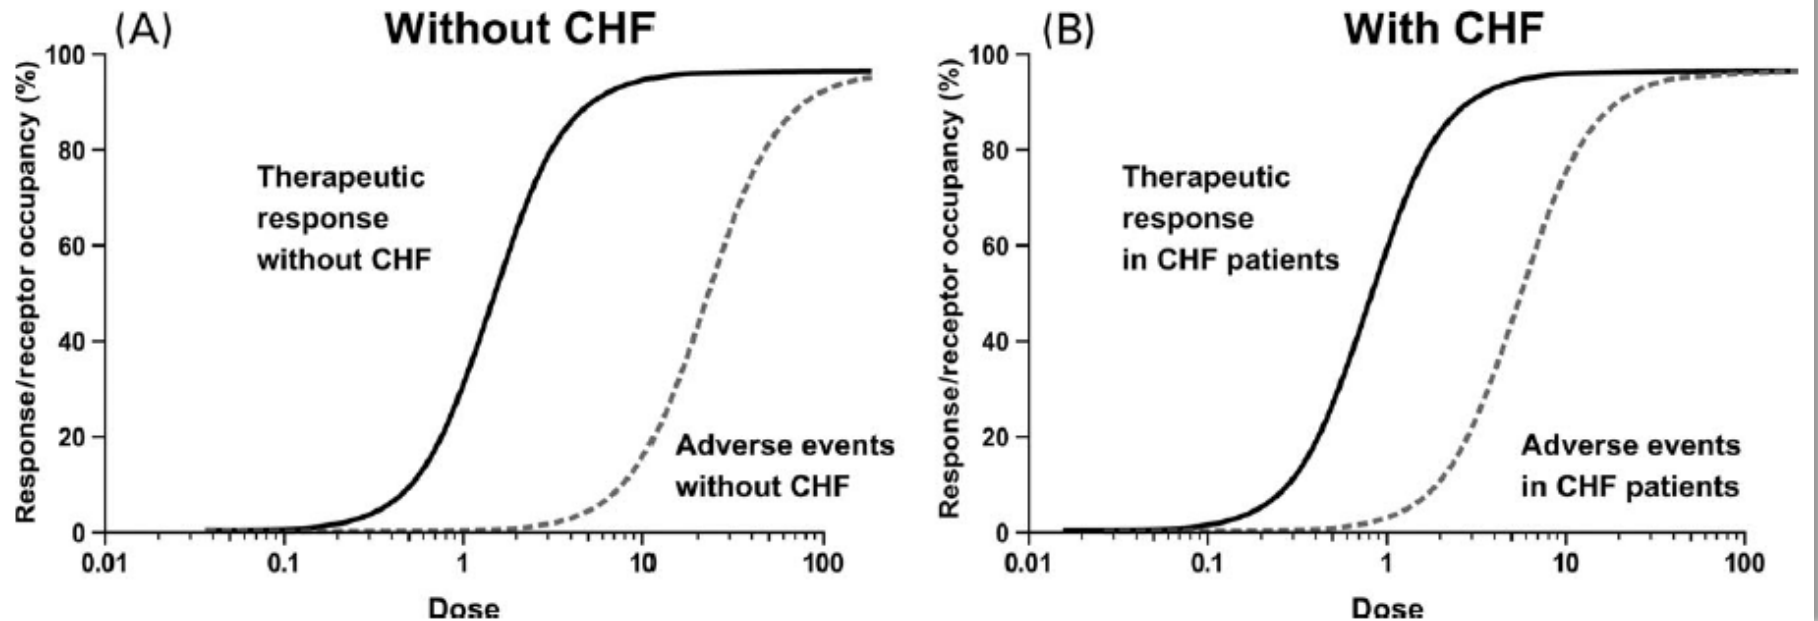 (A)
Without CHF
Response/receptor occupancy (%)
100
80
60
40
20
0
Therapeutic
response
without CHF
Adverse events
without CHF
0.01
0.1
1
10
100
Dose
(B)
With CHF
Response/receptor occupancy (%)
100
80
60
40
20
0
Therapeutic
response
in CHF patients
Adverse events
in CHF patients
0.01
0.1
1
10
100
Dose